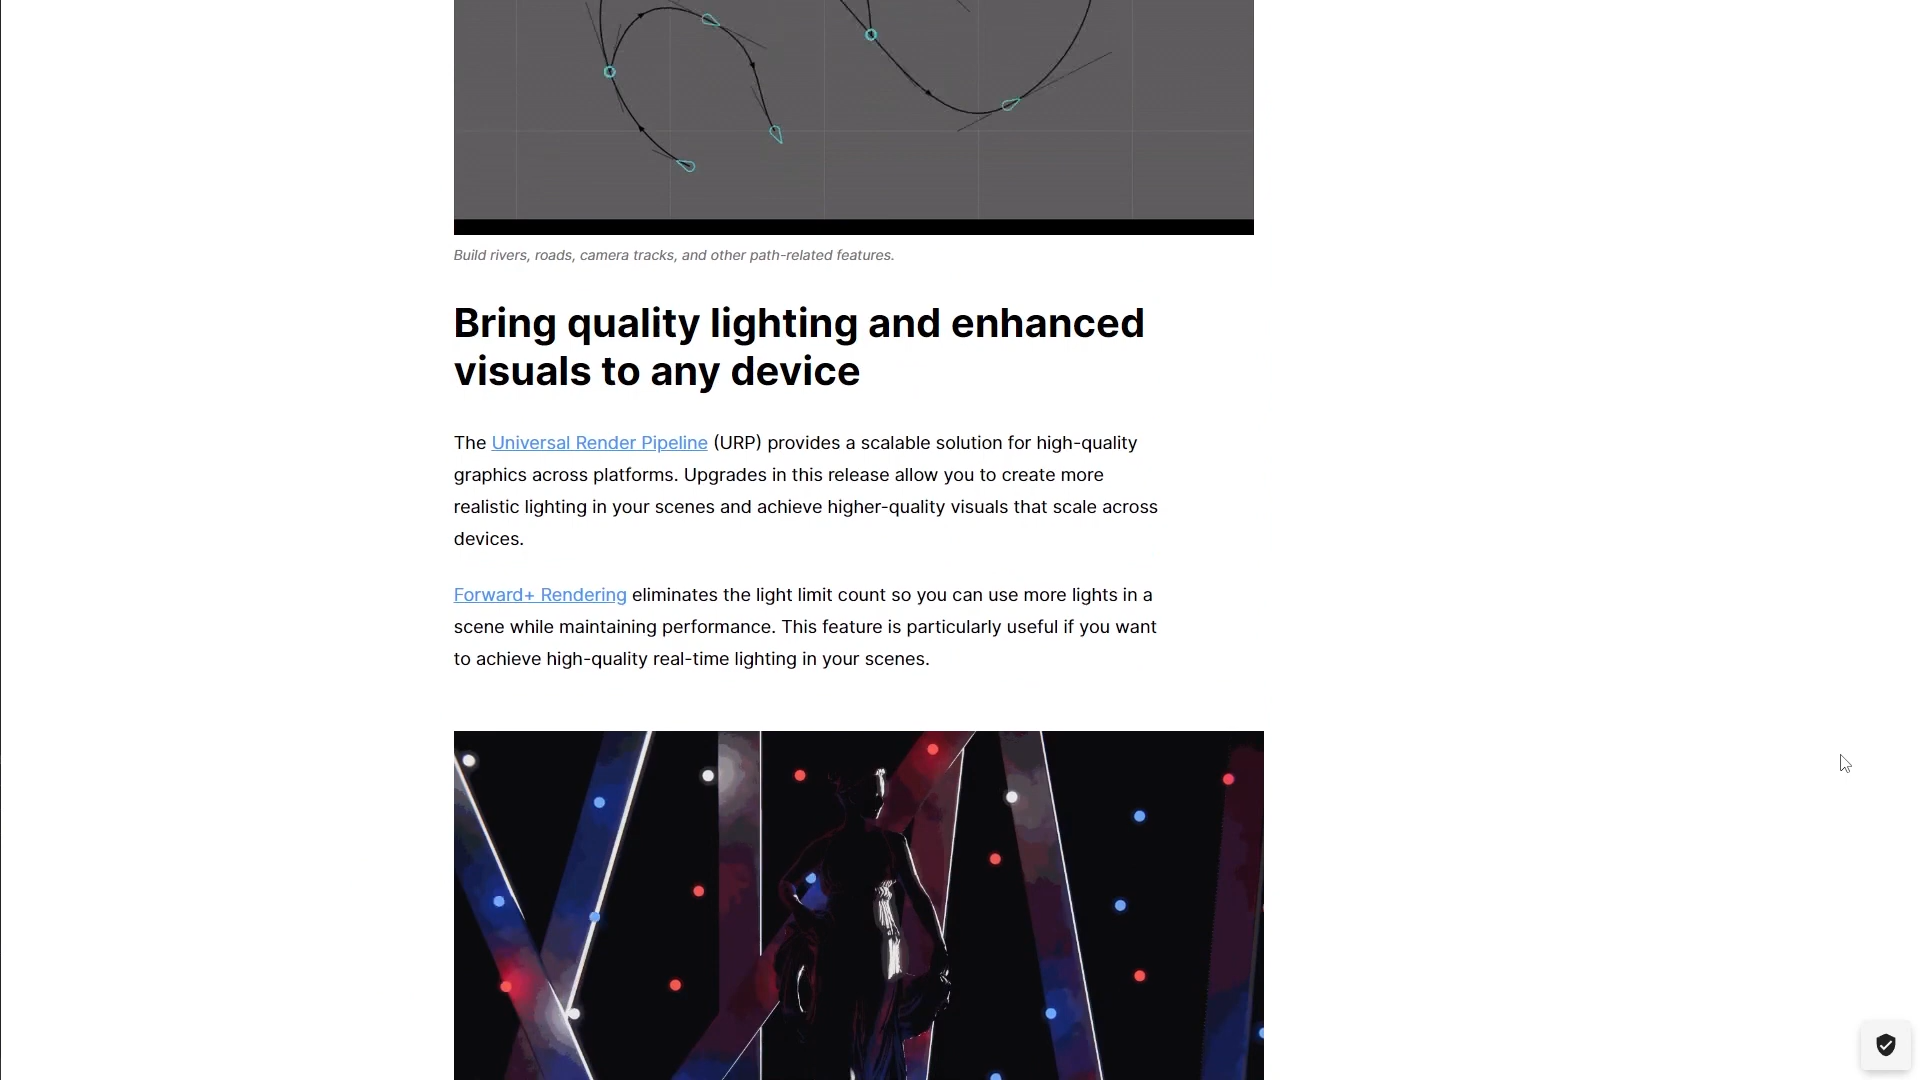 Build rivers, roads, camera tracks, and other path-related features.
Bring quality lighting and enhanced
visuals to any device
The Universal Render Pipeline (URP) provides a scalable solution for high-quality
graphics across platforms. Upgrades in this release allow you to create more
realistic lighting in your scenes and achieve higher-quality visuals that scale across
devices.
Forward+ Rendering eliminates the light limit count so you can use more lights in a
scene while maintaining performance. This feature is particularly useful if you want
to achieve high-quality real-time lighting in your scenes.